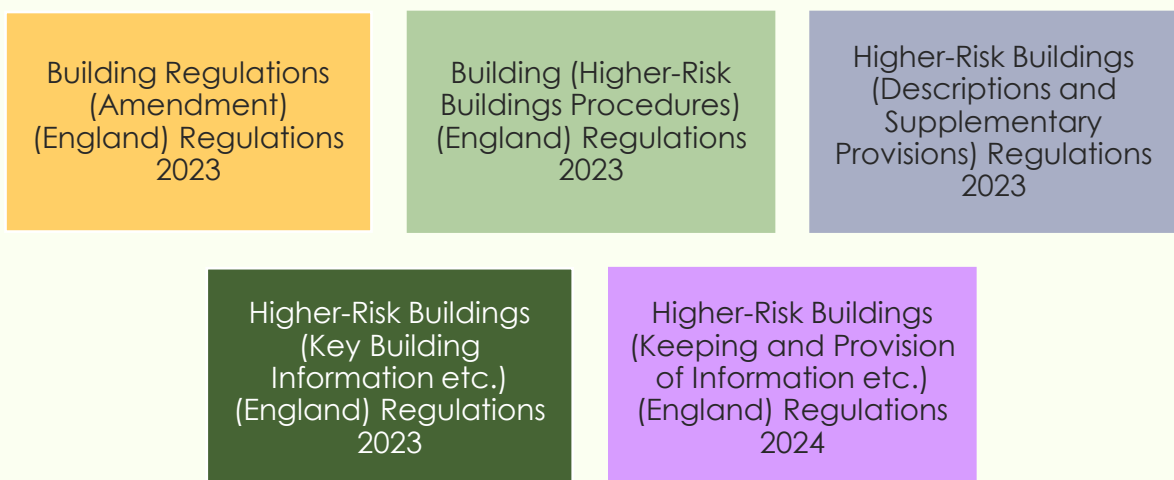 Building Regulations
(Amendment)
(England) Regulations
2023
Building (Higher-Risk
Buildings Procedures)
(England) Regulations
2023
Higher-Risk Buildings
(Descriptions and
Supplementary
Provisions) Regulations
2023
Higher-Risk Buildings
(Key Building
Information etc.)
(England) Regulations
2023
Higher-Risk Buildings
(Keeping and Provision
of Information etc.)
(England) Regulations
2024